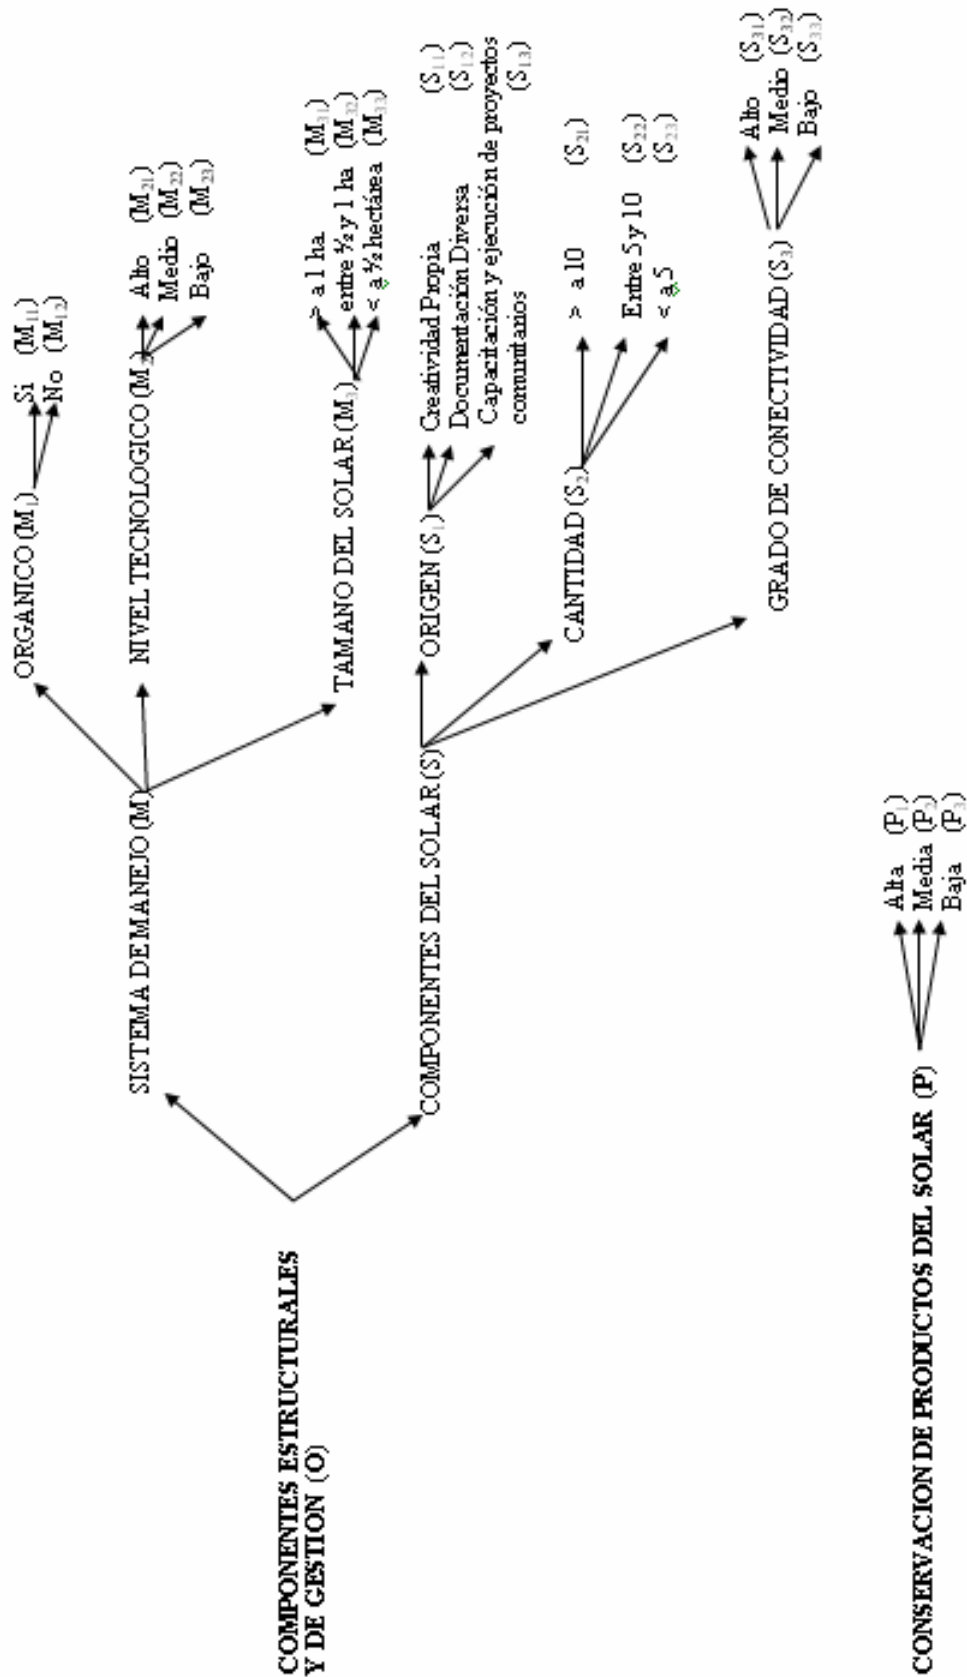 ORGANICO (M1)
Si (M11)
No (M12)
SISTEMA DE MANEJO (M)
NIVEL TECNOLOGICO (M2)
Alto (M21)
Medio (M22)
Bajo (M23)
TAMANO DEL SOLAR (M3)
> a 1 ha (M31)
entre ½ y 1 ha (M32)
< a ½ hectárea (M33)
COMPONENTES ESTRUCTURALES
Y DE GESTION (O)
COMPONENTES DEL SOLAR (S)
ORIGEN (S1)
Creatividad Propia (S11)
Documentación Diversa (S12)
Capacitación y ejecución de proyectos
comunitarios (S13)
CANTIDAD (S2)
> a 10 (S21)
Entre 5 y 10 (S22)
< a 5 (S23)
GRADO DE CONECTIVIDAD (S3)
Alto (S31)
Medio (S32)
Bajo (S33)
CONSERVACION DE PRODUCTOS DEL SOLAR (P)
Alta (P1)
Media (P2)
Baja (P3)